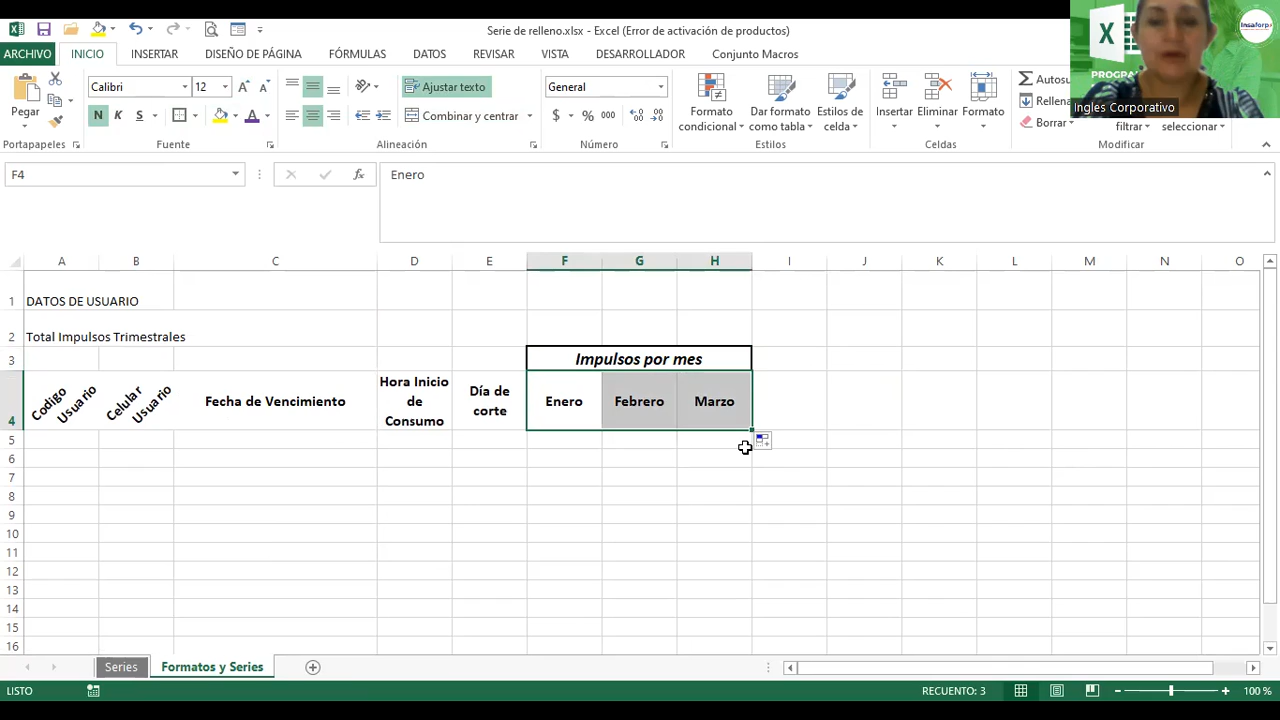 Serie de relleno.xlsx - Excel (Error de activación de productos)
ARCHIVO INICIO INSERTAR DISEÑO DE PÁGINA FÓRMULAS DATOS REVISAR VISTA DESARROLLADOR Conjunto Macros
Calibri 12 Ajustar texto General
Pegar N K S A Combinar y centrar $ % 000
Formato condicional
Dar formato como tabla
Estilos de celda
Insertar Eliminar Formato
Autosu
Rellena
Borrar
filtrar seleccionar
Portapapeles Fuente Alineación Número Estilos Celdas Modificar
PROGRA
Insaforp
Ingles Corporativo
F4 fx Enero
A B C D E F G H I J K L M N O
1 DATOS DE USUARIO
2 Total Impulsos Trimestrales
3 Impulsos por mes
4 Codigo Usuario Celular Usuario Fecha de Vencimiento Hora Inicio de Consumo Día de corte Enero Febrero Marzo
5
6
7
8
9
10
11
12
13
14
15
16
Series Formatos y Series
LISTO RECUENTO: 3 100 %